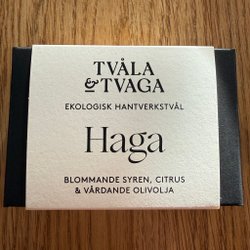 TVÅLA
& TVAGA
EKOLOGISK HANTVERKSTVÅL
Haga
BLOMMANDE SYREN, CITRUS
& VÅRDANDE OLIVOLJA